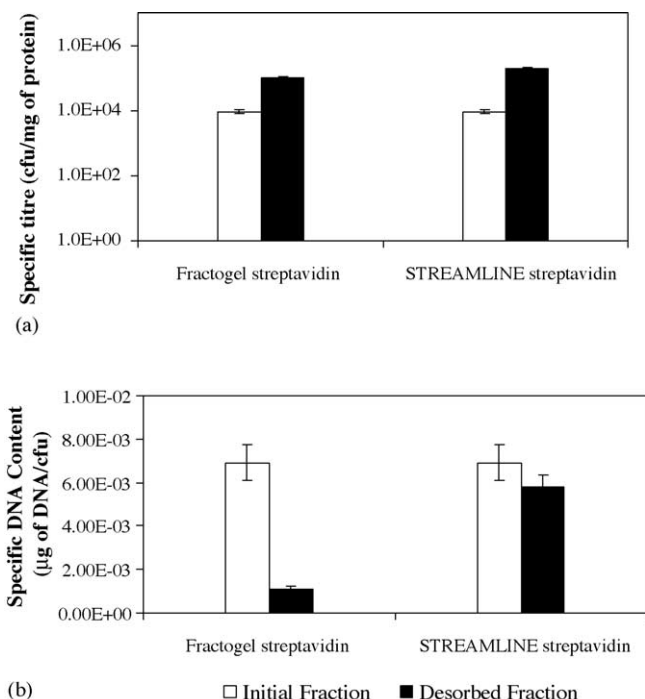 Specific titre (cfu/mg of protein)
1.0E+06
1.0E+04
1.0E+02
1.0E+00
Fractogel streptavidin STREAMLINE streptavidin
(a)
Specific DNA Content
(µg of DNA/cfu)
1.00E-02
8.00E-03
6.00E-03
4.00E-03
2.00E-03
0.00E+00
Fractogel streptavidin STREAMLINE streptavidin
(b)
Initial Fraction Desorbed Fraction